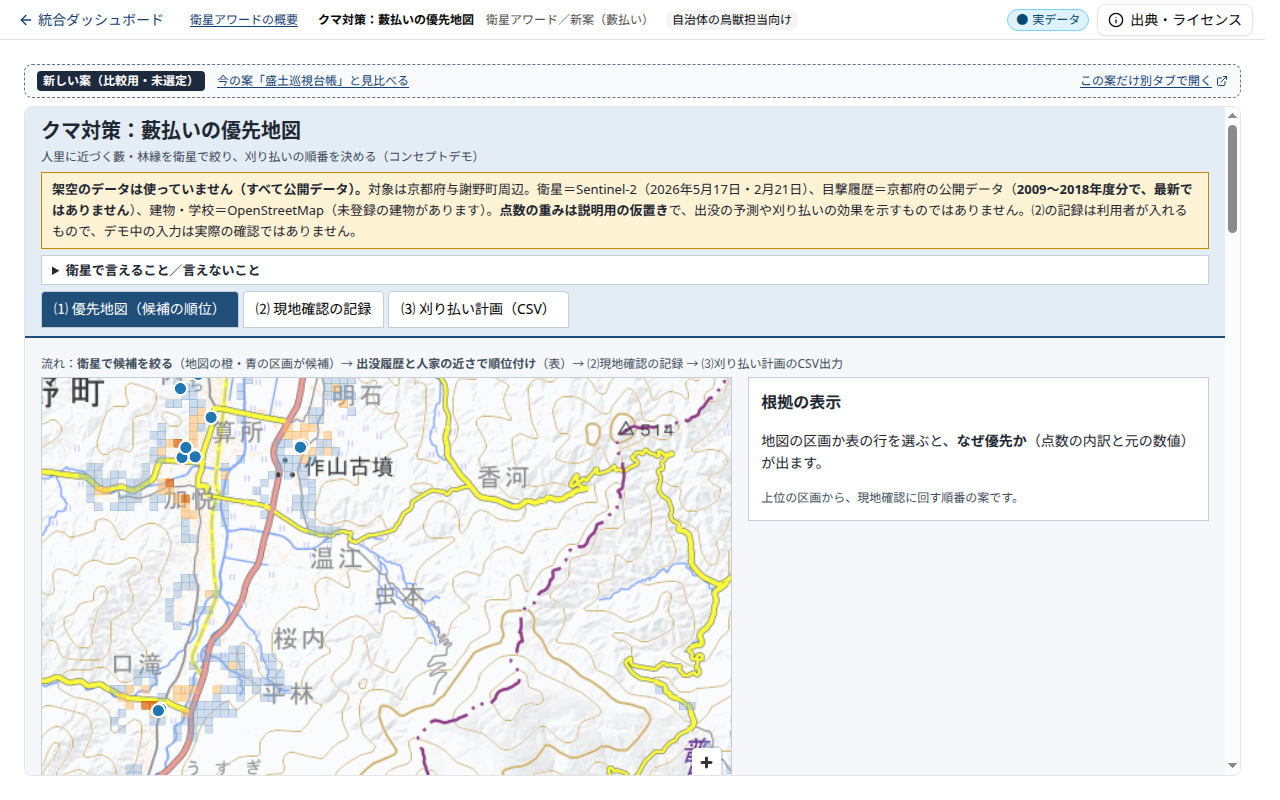 ← 統合ダッシュボード 衛星アワードの概要 クマ対策：藪払いの優先地図 衛星アワード／新案（藪払い） 自治体の鳥獣担当向け 実データ 出典・ライセンス
新しい案（比較用・未選定） 今の案「盛土巡視台帳」と見比べる この案だけ別タブで開く
クマ対策：藪払いの優先地図
人里に近づく藪・林縁を衛星で絞り、刈り払いの順番を決める（コンセプトデモ）
架空のデータは使っていません（すべて公開データ）。対象は京都府与謝野町周辺。衛星＝Sentinel-2（2026年5月17日・2月21日）、目撃履歴＝京都府の公開データ（2009〜2018年度分で、最新で
はありません）、建物・学校＝OpenStreetMap（未登録の建物があります）。点数の重みは説明用の仮置きで、出没の予測や刈り払いの効果を示すものではありません。⑵の記録は利用者が入れる
もので、デモ中の入力は実際の確認ではありません。
▶ 衛星で言えること／言えないこと
⑴ 優先地図（候補の順位） ⑵ 現地確認の記録 ⑶ 刈り払い計画（CSV）
流れ：衛星で候補を絞る（地図の橙・青の区画が候補）→ 出没履歴と人家の近さで順位付け（表）→ ⑵現地確認の記録 → ⑶刈り払い計画のCSV出力
野町
明石
算所
514
作山古墳
香河
加悦
温江
虫本
桜内
口滝
平林
うすぎ
普
+
根拠の表示
地図の区画か表の行を選ぶと、なぜ優先か（点数の内訳と元の数値）
が出ます。
上位の区画から、現地確認に回す順番の案です。